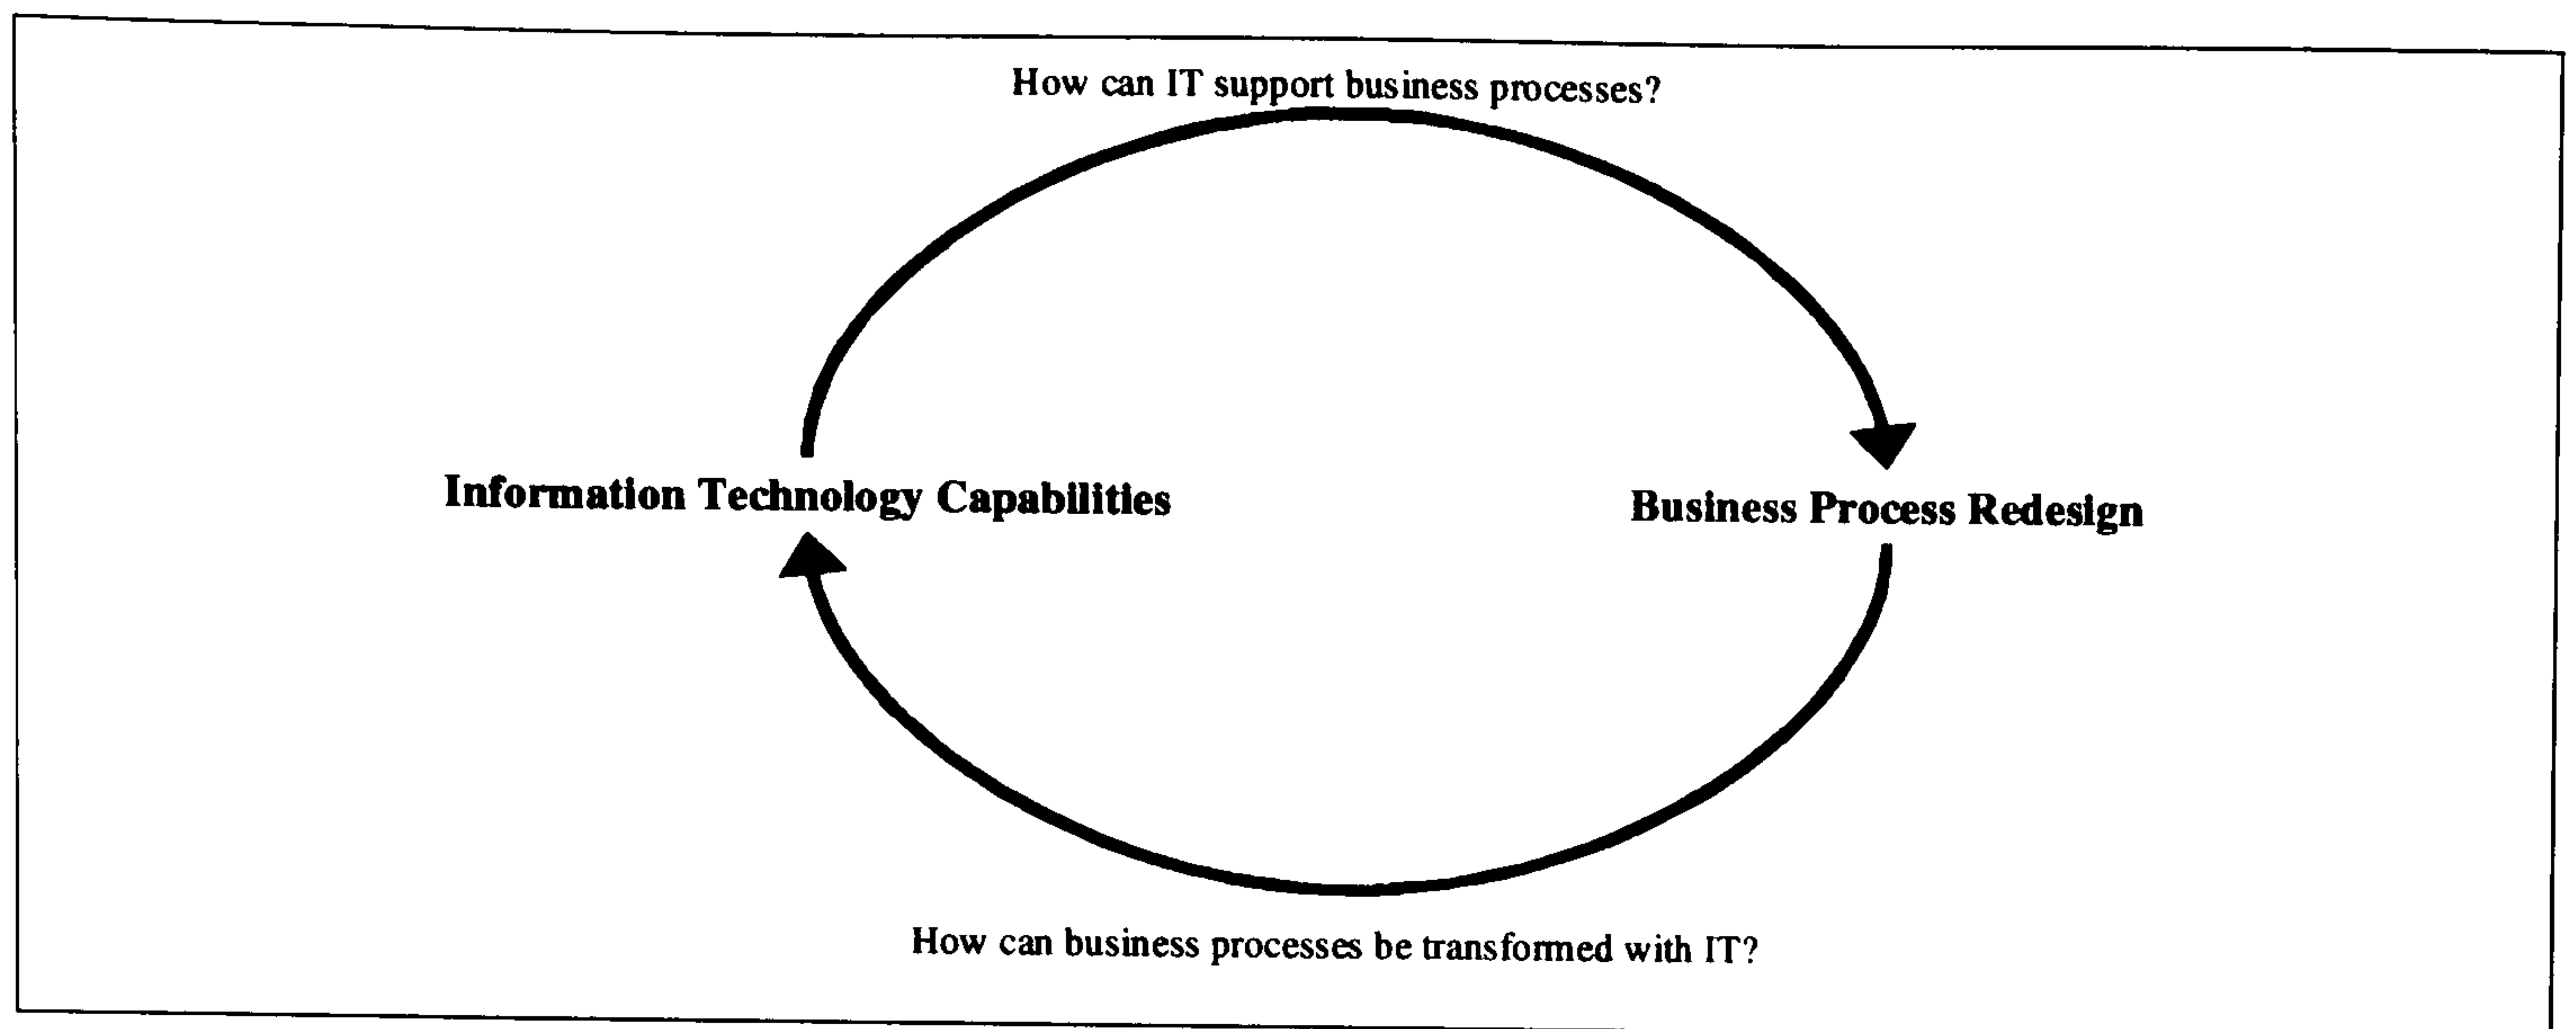 How can IT support business processes?
Information Technology Capabilities
Business Process Redesign
How can business processes be transformed with IT?